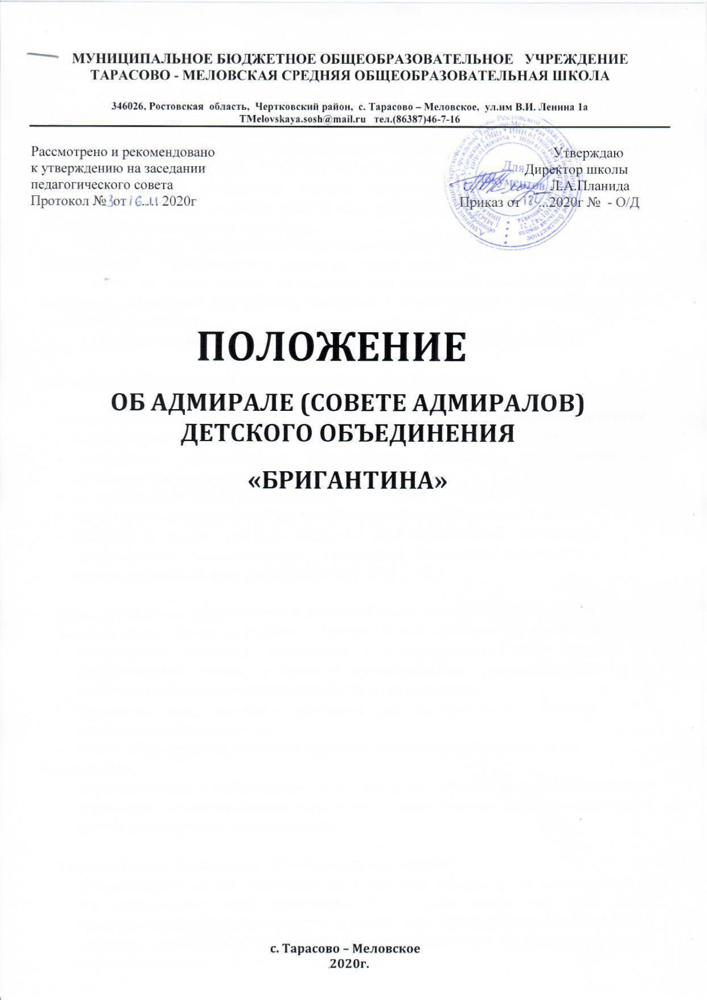 МУНИЦИПАЛЬНОЕ БЮДЖЕТНОЕ ОБЩЕОБРАЗОВАТЕЛЬНОЕ УЧРЕЖДЕНИЕ
ТАРАСОВО - МЕЛОВСКАЯ СРЕДНЯЯ ОБЩЕОБРАЗОВАТЕЛЬНАЯ ШКОЛА
346026, Ростовская область, Чертковский район, с. Тарасово – Меловское, ул.им В.И. Ленина 1а
TMelovskaya.sosh@mail.ru тел.(86387)46-7-16
Рассмотрено и рекомендовано
к утверждению на заседании
педагогического совета
Протокол №3от 16...11 2020г
Утверждаю
Директор школы
Л.А.Планида
Приказ от ...2020г № - О/Д
Для
документов
ПОЛОЖЕНИЕ
ОБ АДМИРАЛЕ (СОВЕТЕ АДМИРАЛОВ)
ДЕТСКОГО ОБЪЕДИНЕНИЯ
«БРИГАНТИНА»
с. Тарасово – Меловское
2020г.